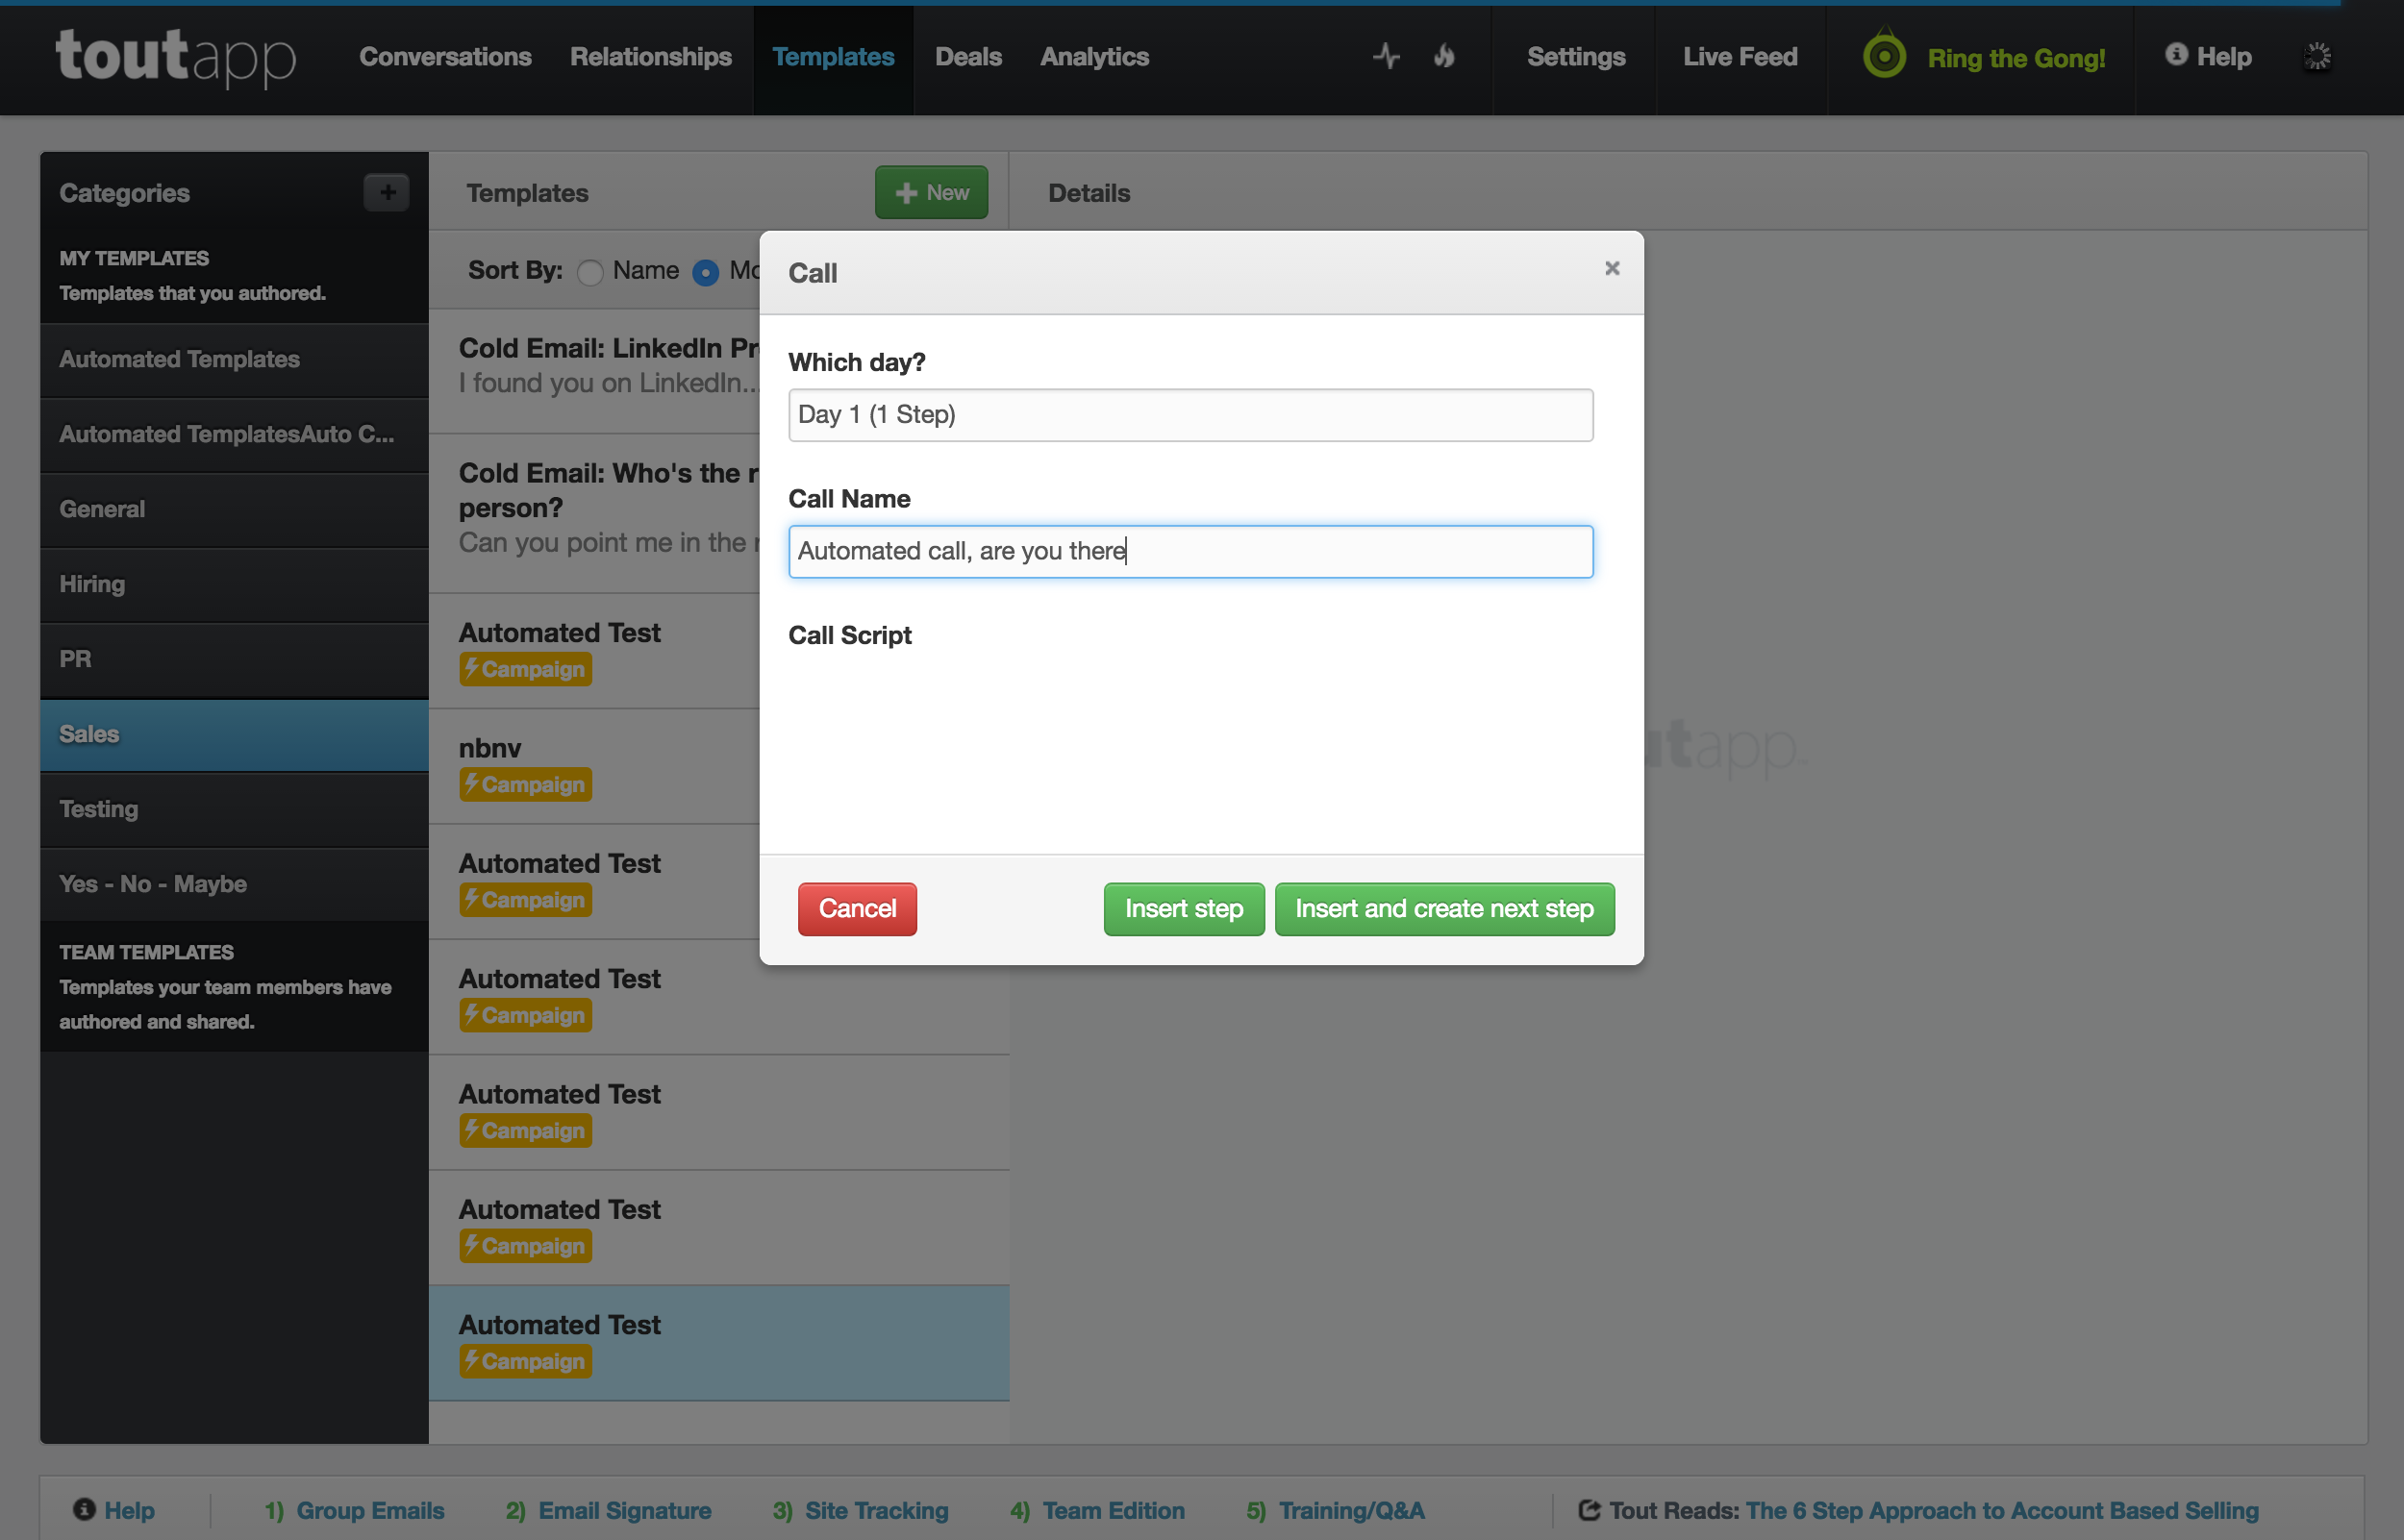 toutapp
Conversations Relationships Templates Deals Analytics Settings Live Feed Ring the Gong! Help
Categories
MY TEMPLATES
Templates that you authored.
Automated Templates
Automated TemplatesAuto C...
General
Hiring
PR
Sales
Testing
Yes - No - Maybe
TEAM TEMPLATES
Templates your team members have
authored and shared.
Templates
New
Sort By: Name
Cold Email: LinkedIn
I found you on LinkedIn...
Cold Email: Who's the
person?
Can you point me in the
Automated Test
Campaign
nbnv
Campaign
Automated Test
Campaign
Automated Test
Campaign
Automated Test
Campaign
Automated Test
Campaign
Automated Test
Campaign
Details
Call
×
Which day?
Day 1 (1 Step)
Call Name
Automated call, are you there
Call Script
Cancel Insert step Insert and create next step
Help 1) Group Emails 2) Email Signature 3) Site Tracking 4) Team Edition 5) Training/Q&A Tout Reads: The 6 Step Approach to Account Based Selling